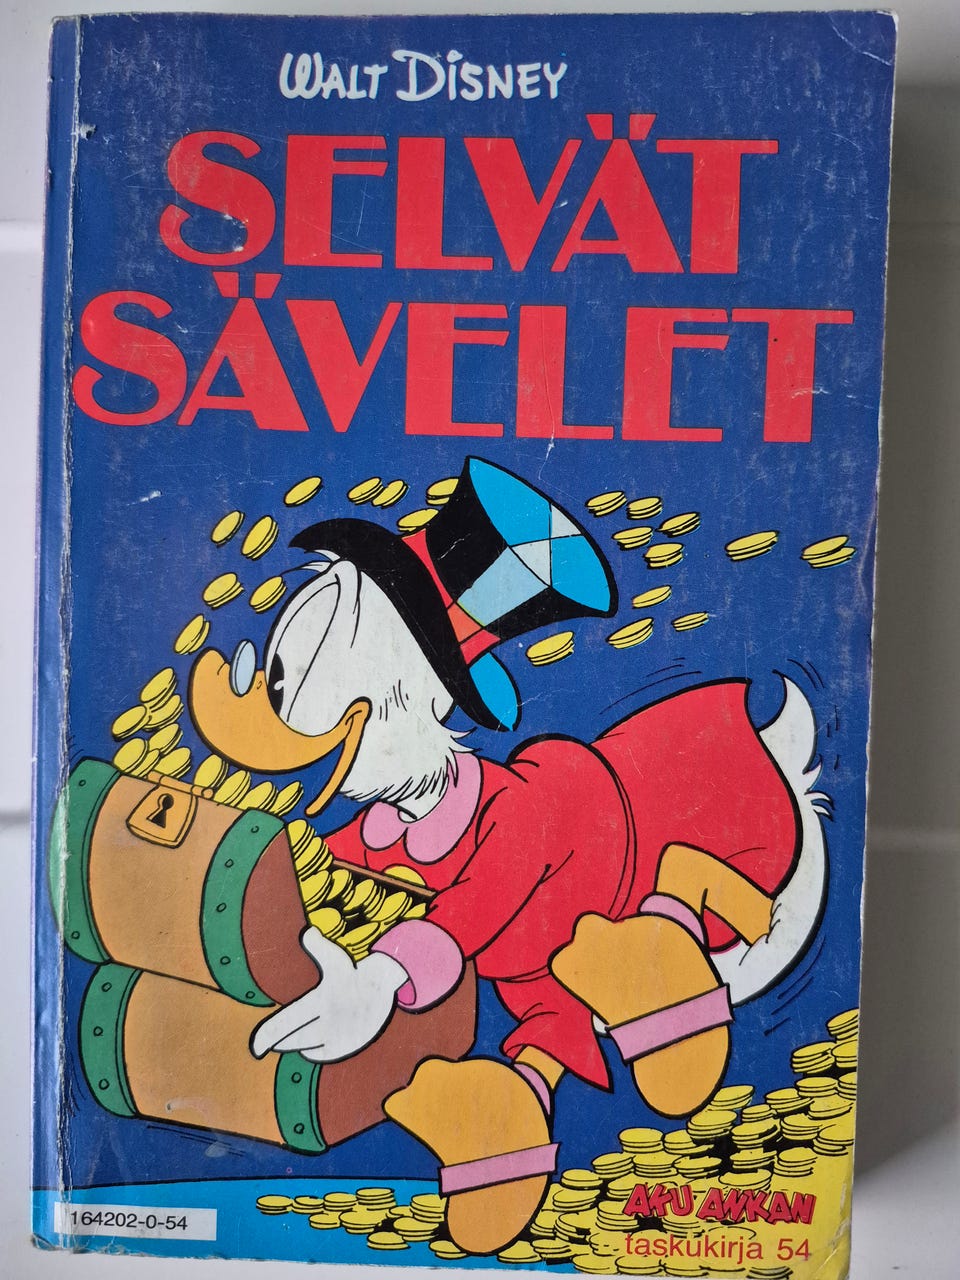 WALT DISNEY
SELVÄT
SÄVELET
164202-0-54
AKU ANKAN
taskukirja 54